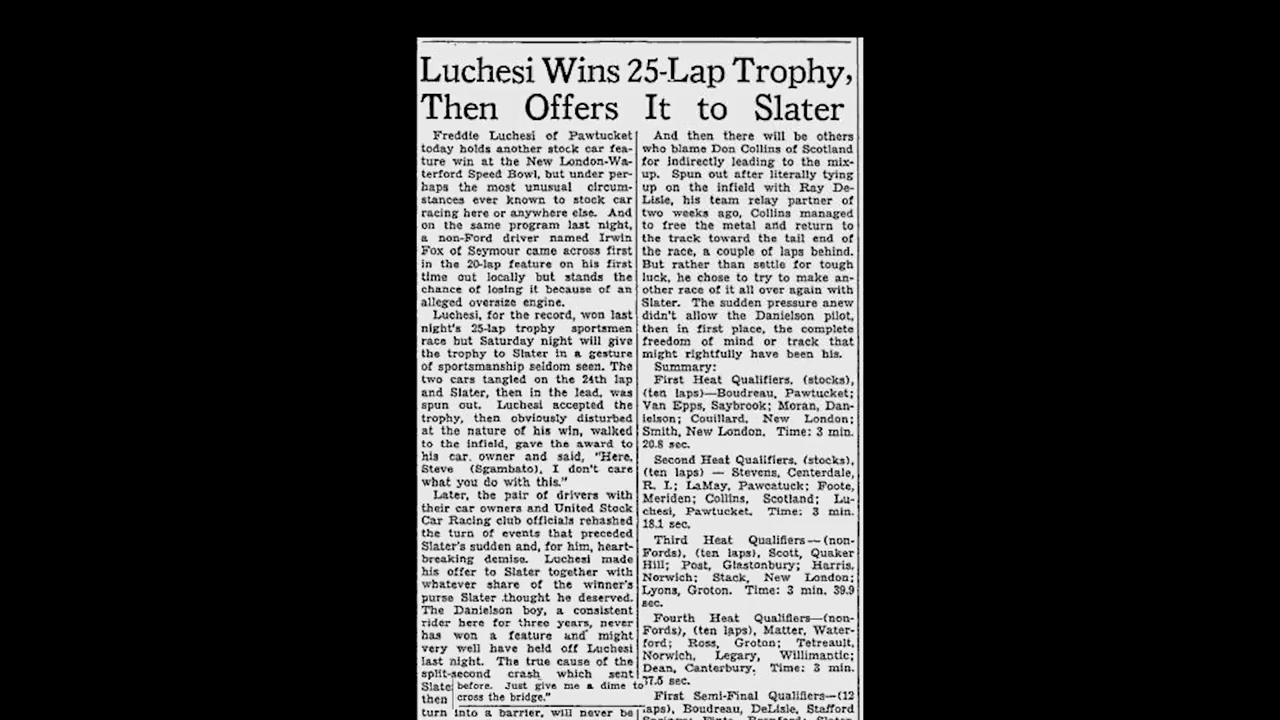 Luchesi Wins 25-Lap Trophy,
Then Offers It to Slater
Freddie Luchesi of Pawtucket
today holds another stock car fea-
ture win at the New London-Wa-
terford Speed Bowl, but under per-
haps the most unusual circum-
stances ever known to stock car
racing here or anywhere else. And
on the same program last night,
a non-Ford driver named Irwin
Fox of Seymour came across first
in the 20-lap feature on his first
time out locally but stands the
chance of losing it because of an
alleged oversize engine.
Luchesi, for the record, won last
night's 25-lap trophy sportsmen
race but Saturday night will give
the trophy to Slater in a gesture
of sportsmanship seldom seen. The
two cars tangled on the 24th lap
and Slater, then in the lead, was
spun out. Luchesi accepted the
trophy, then obviously disturbed
at the nature of his win, walked
to the infield, gave the award to
his car owner and said, "Here,
Steve (Sgambato), I don't care
what you do with this."
Later, the pair of drivers with
their car owners and United Stock
Car Racing club officials rehashed
the turn of events that preceded
Slater's sudden and, for him, heart-
breaking demise. Luchesi made
his offer to Slater together with
whatever share of the winner's
purse Slater thought he deserved.
The Danielson boy, a consistent
rider here for three years, never
has won a feature and might
very well have held off Luchesi
last night. The true cause of the
split-second crash which sent
Slate
then
before. Just give me a dime to
cross the bridge."
turn into a barrier, will never be
And then there will be others
who blame Don Collins of Scotland
for indirectly leading to the mix-
up. Spun out after literally tying
up on the infield with Ray De-
Lisle, his team relay partner of
two weeks ago, Collins managed
to free the metal and return to
the track toward the tail end of
the race, a couple of laps behind.
But rather than settle for tough
luck, he chose to try to make an-
other race of it all over again with
Slater. The sudden pressure anew
didn't allow the Danielson pilot,
then in first place, the complete
freedom of mind or track that
might rightfully have been his.
Summary:
First Heat Qualifiers, (stocks),
(ten laps)—Boudreau, Pawtucket;
Van Epps, Saybrook; Moran, Dan-
ielson; Couillard, New London;
Smith, New London. Time: 3 min.
20.8 sec.
Second Heat Qualifiers, (stocks),
(ten laps) — Stevens, Centerdale,
R. I.; LaMay, Pawcatuck; Foote,
Meriden; Collins, Scotland; Lu-
chesi, Pawtucket. Time: 3 min.
18.1 sec.
Third Heat Qualifiers—(non-
Fords), (ten laps), Scott, Quaker
Hill; Post, Glastonbury; Harris,
Norwich; Stack, New London;
Lyons, Groton. Time: 3 min. 39.9
sec.
Fourth Heat Qualifiers—(non-
Fords), (ten laps), Matter, Water-
ford; Ross, Groton; Tetreault,
Norwich, Legary, Willimantic;
Dean, Canterbury. Time: 3 min.
37.5 sec.
First Semi-Final Qualifiers—(12
laps), Boudreau, DeLisle, Stafford